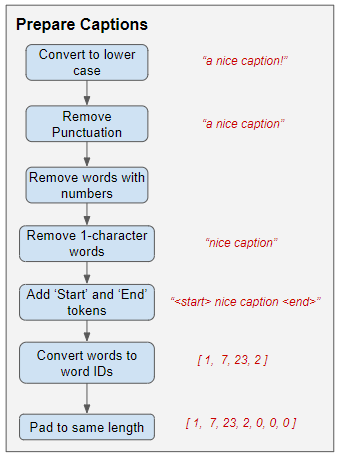 Prepare Captions
Convert to lower
case
“a nice caption!”
Remove
Punctuation
“a nice caption”
Remove words with
numbers
Remove 1-character
words
“nice caption”
Add ‘Start’ and ‘End’
tokens
“<start> nice caption <end>”
Convert words to
word IDs
[ 1, 7, 23, 2 ]
Pad to same length
[ 1, 7, 23, 2, 0, 0, 0 ]